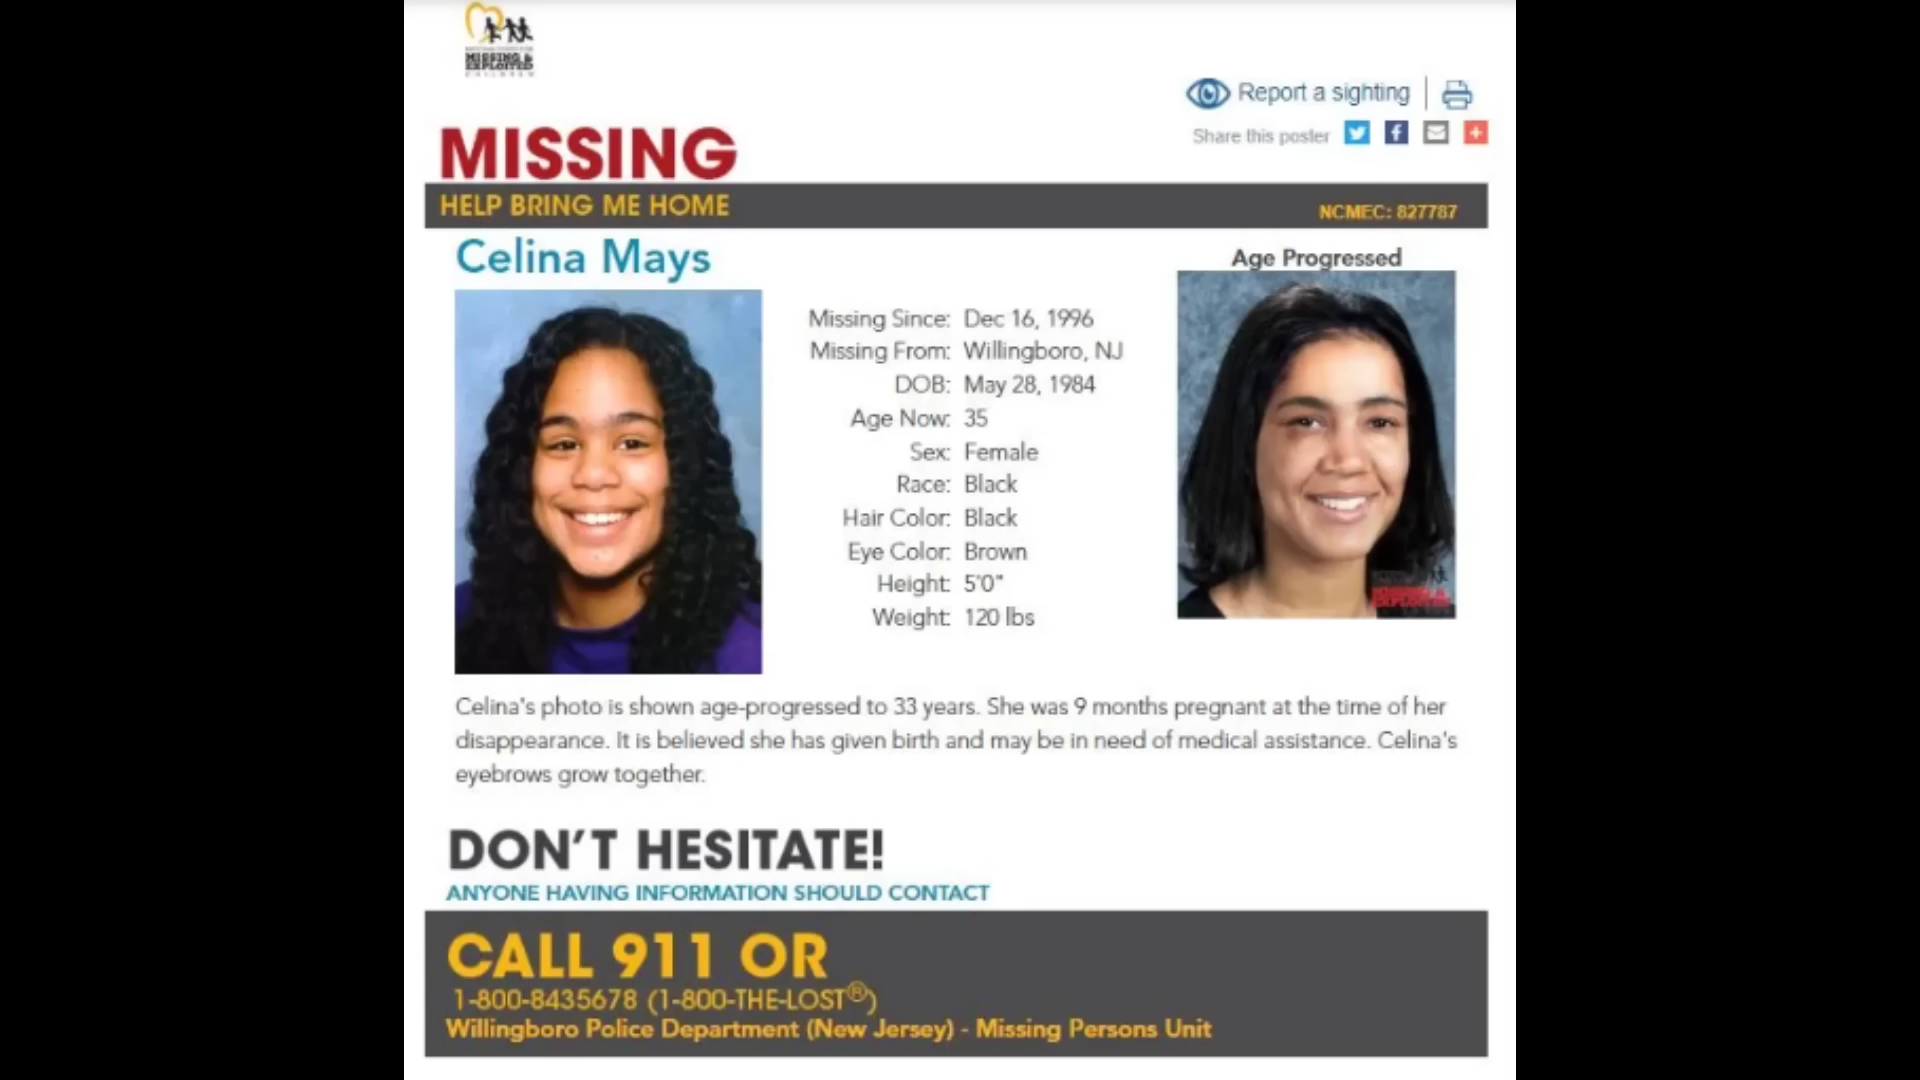 MISSING &
EXPLOITED
CHILDREN
Report a sighting
Share this poster
MISSING
HELP BRING ME HOME
NCMEC: 827787
Celina Mays
Age Progressed
Missing Since: Dec 16, 1996
Missing From: Willingboro, NJ
DOB: May 28, 1984
Age Now: 35
Sex: Female
Race: Black
Hair Color: Black
Eye Color: Brown
Height: 5'0"
Weight: 120 lbs
MISSING &
EXPLOITED
Celina's photo is shown age-progressed to 33 years. She was 9 months pregnant at the time of her
disappearance. It is believed she has given birth and may be in need of medical assistance. Celina's
eyebrows grow together.
DON'T HESITATE!
ANYONE HAVING INFORMATION SHOULD CONTACT
CALL 911 OR
1-800-8435678 (1-800-THE-LOST®)
Willingboro Police Department (New Jersey) - Missing Persons Unit